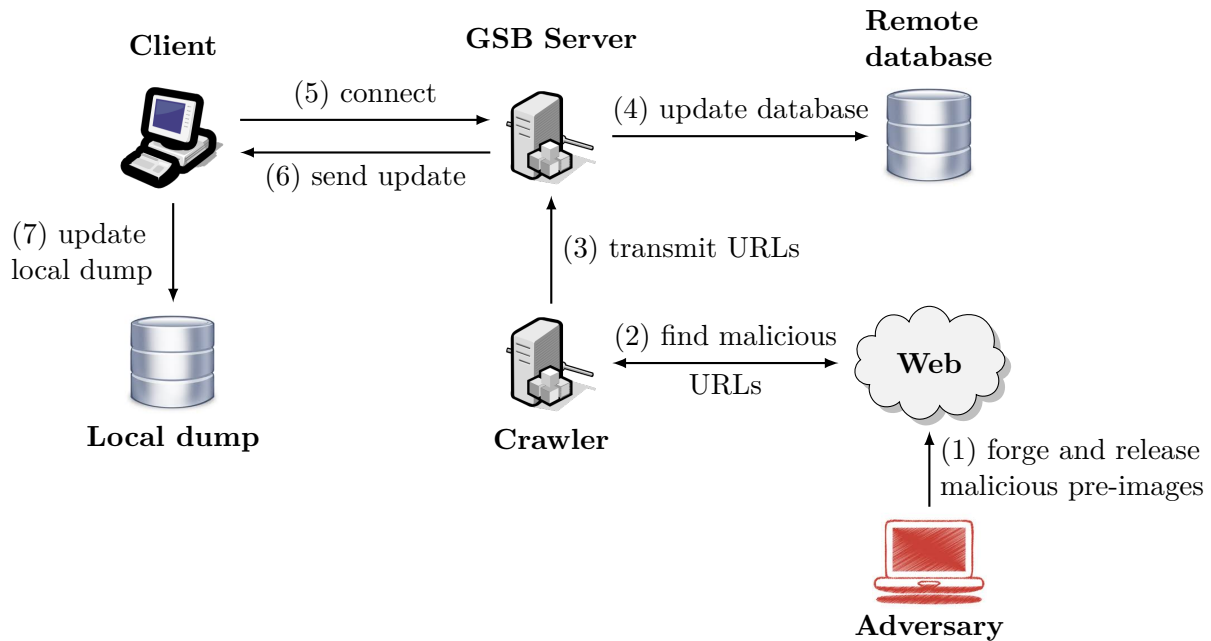 Client
GSB Server
Remote
database
(5) connect
(4) update database
(6) send update
(7) update
local dump
(3) transmit URLs
(2) find malicious
URLs
Web
Local dump
Crawler
(1) forge and release
malicious pre-images
Adversary